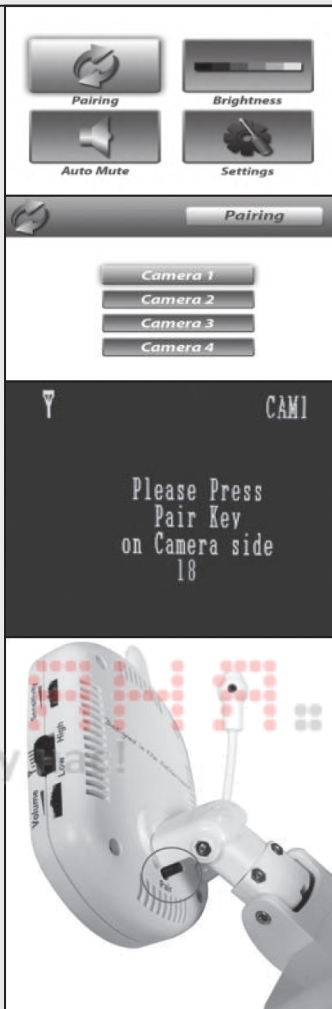 Pairing
Brightness
Auto Mute
Settings
Pairing
Camera 1
Camera 2
Camera 3
Camera 4
CAM1
Please Press
Pair Key
on Camera side
18
Sensitivity
High
Low
Volume
Pair